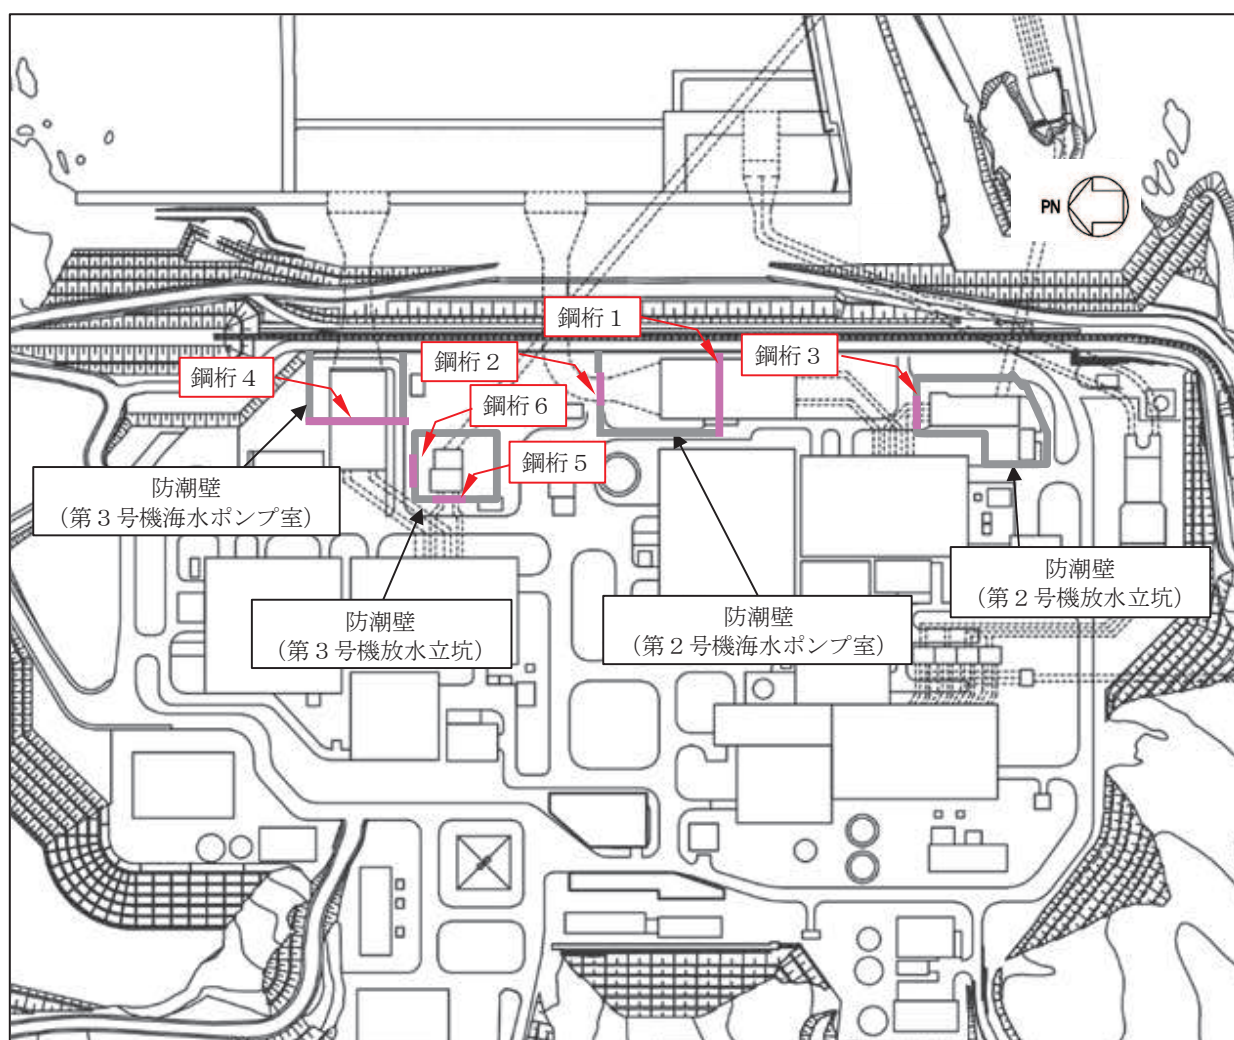 PN
鋼桁１
鋼桁２
鋼桁３
鋼桁４
鋼桁６
鋼桁５
防潮壁
（第３号機海水ポンプ室）
防潮壁
（第２号機放水立坑）
防潮壁
（第３号機放水立坑）
防潮壁
（第２号機海水ポンプ室）